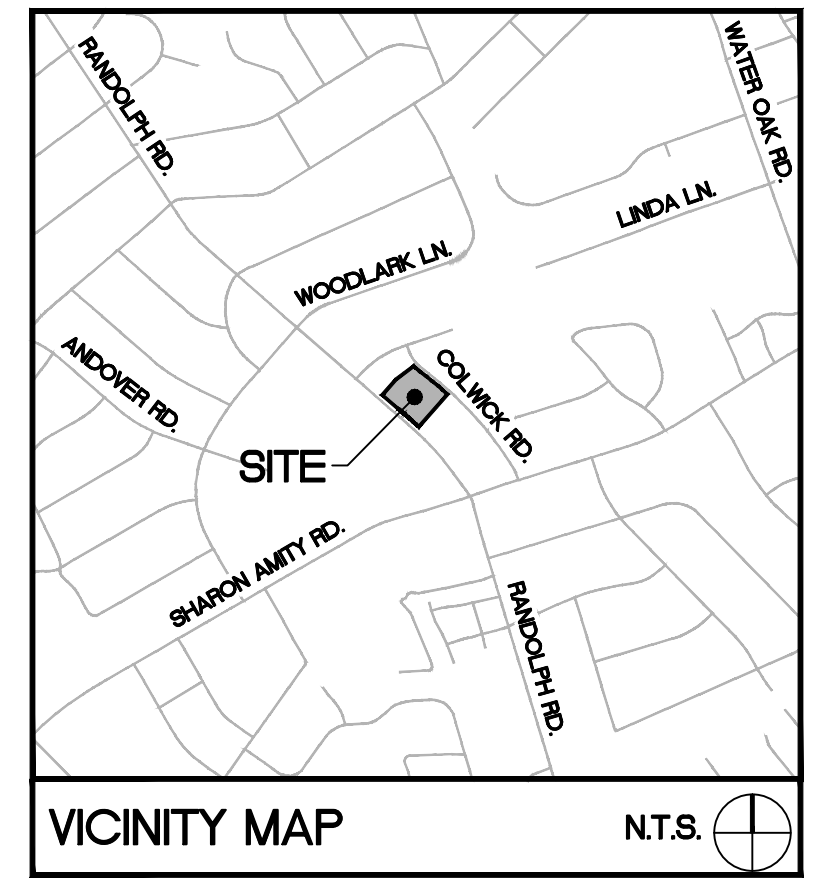 RANDOLPH RD.
WATER OAK RD.
LINDA LN.
WOODLARK LN.
ANDOVER RD.
COLWICK RD.
SITE
SHARON AMITY RD.
RANDOLPH RD.
VICINITY MAP
N.T.S.